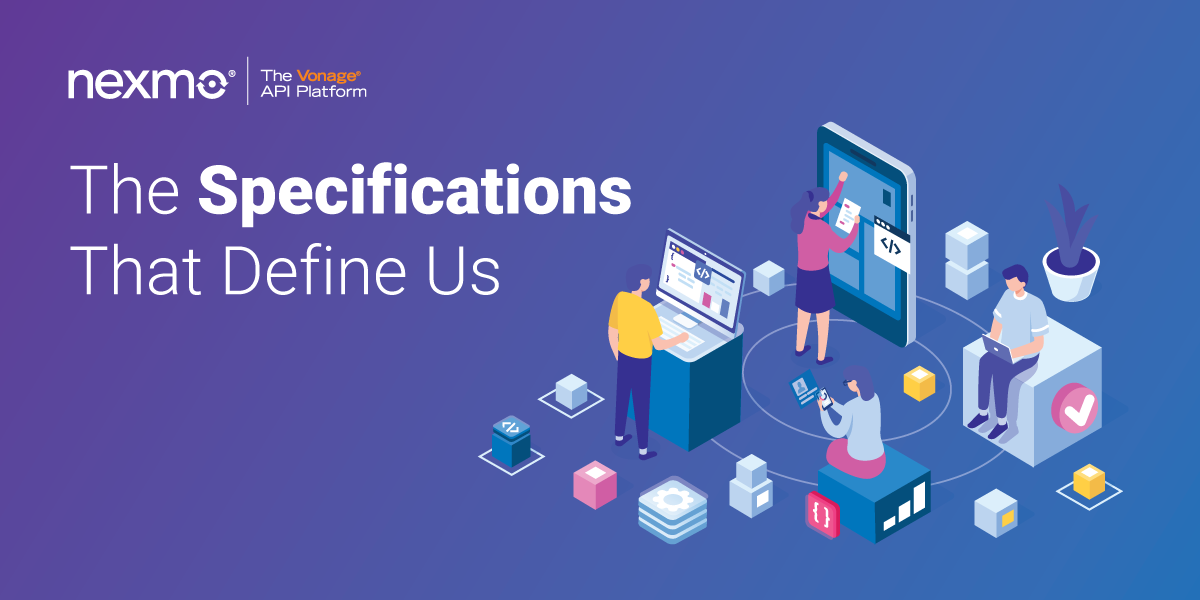 nexmo® The Vonage®
API Platform
The Specifications
That Define Us
{
</>
}
</>
{}